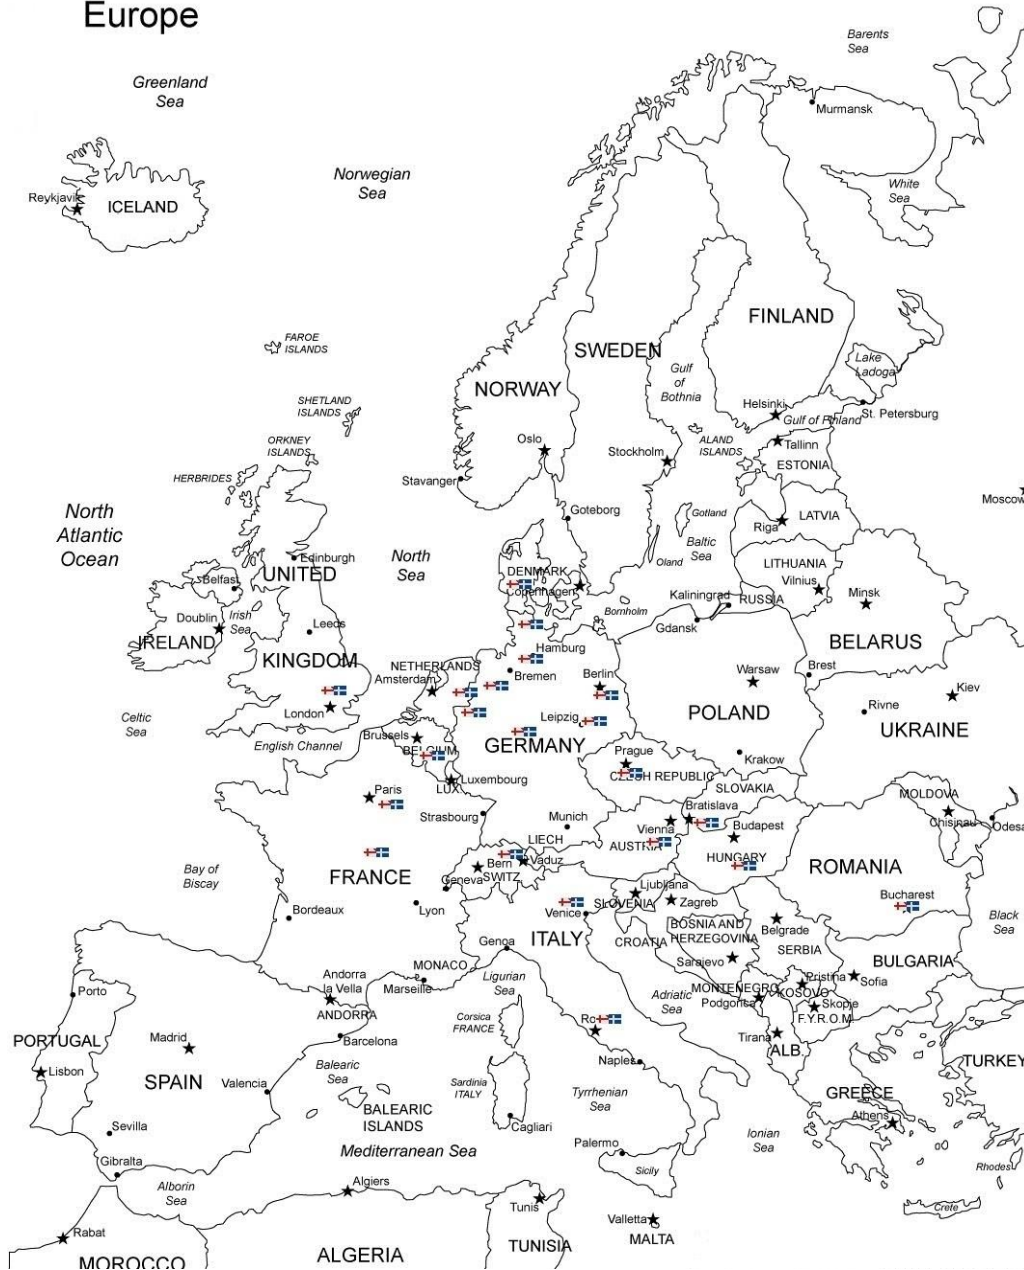 Europe
Barents
Sea
Greenland
Sea
Murmansk
Norwegian
Sea
White
Sea
Reykjavik
ICELAND
FINLAND
FAROE
ISLANDS
SWEDEN
Lake
Ladoga
NORWAY
Gulf
of
Bothnia
SHETLAND
ISLANDS
Helsinki
Gulf of Finland
St. Petersburg
ORKNEY
ISLANDS
Oslo
Stockholm
ALAND
ISLANDS
Tallinn
ESTONIA
HERBRIDES
Stavanger
Moscow
North
Atlantic
Ocean
Goteborg
Gotland
Riga
LATVIA
Baltic
Sea
North
Sea
Edinburgh
Oland
LITHUANIA
UNITED
DENMARK
Belfast
Vilnius
Copenhagen
Minsk
Kaliningrad
RUSSIA
Bornholm
Doublin
Irish
Sea
Leeds
Gdansk
IRELAND
BELARUS
Hamburg
KINGDOM
NETHERLANDS
Amsterdam
Bremen
Berlin
Warsaw
Brest
Kiev
Rivne
London
Celtic
Sea
Leipzig
POLAND
UKRAINE
Brussels
English Channel
BELGIUM
GERMANY
Prague
Krakow
CZECH REPUBLIC
Luxembourg
LUX
SLOVAKIA
Paris
MOLDOVA
Bratislava
Strasbourg
Munich
Vienna
Budapest
Chisinau
Odesa
LIECH
AUSTRIA
Bern
Vaduz
HUNGARY
Bay of
Biscay
FRANCE
Geneva
SWITZ
ROMANIA
Ljubljana
Bordeaux
Lyon
Venice
SLOVENIA
Zagreb
Bucharest
Black
Sea
ITALY
BOSNIA AND
HERZEGOVINA
CROATIA
Belgrade
Genoa
SERBIA
Sarajevo
BULGARIA
MONACO
Andorra
la Vella
Marseille
Ligurian
Sea
Pristina
Sofia
Porto
MONTENEGRO
KOSOVO
Adriatic
Sea
Podgorica
Skopje
ANDORRA
Corsica
FRANCE
F.Y.R.O.M
PORTUGAL
Madrid
Barcelona
Tirana
ALB.
Naples
TURKEY
Lisbon
SPAIN
Valencia
Balearic
Sea
Sardinia
ITALY
Tyrrhenian
Sea
GREECE
BALEARIC
ISLANDS
Athens
Sevilla
Cagliari
Ionian
Sea
Mediterranean Sea
Palermo
Gibralta
Sicily
Rhodes
Alborin
Sea
Algiers
Tunis
Crete
Rabat
Valletta
MALTA
MOROCCO
ALGERIA
TUNISIA